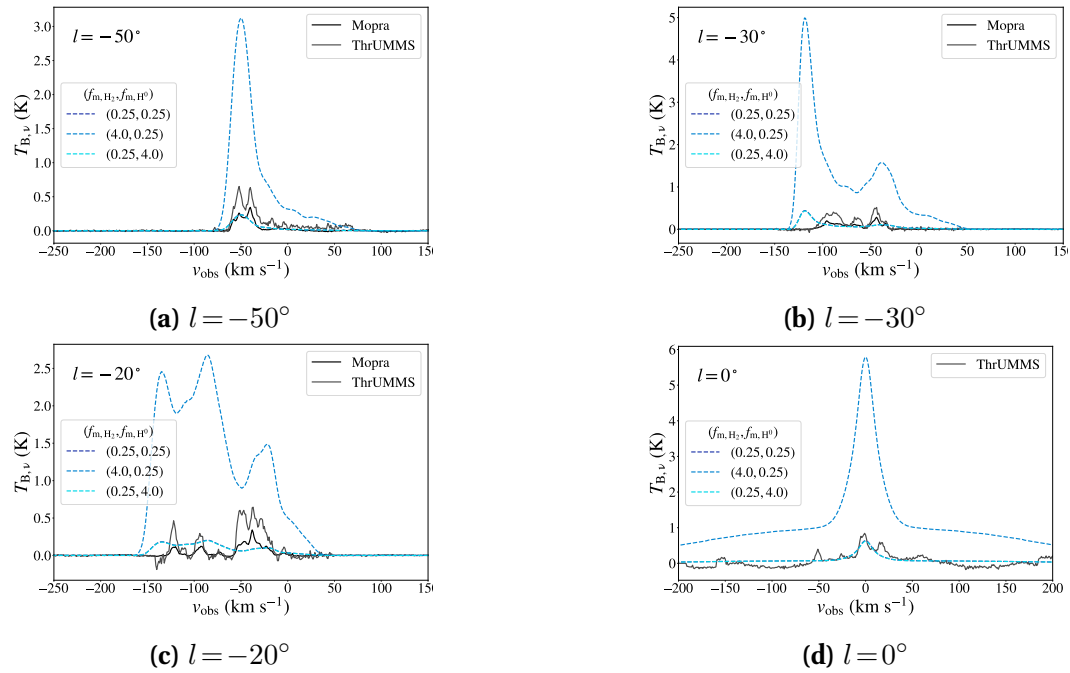 l = −50°
Mopra
ThrUMMS
(f_m,H₂, f_m,H⁰)
(0.25, 0.25)
(4.0, 0.25)
(0.25, 4.0)
T_B,ν (K)
3.0
2.5
2.0
1.5
1.0
0.5
0.0
−250 −200 −150 −100 −50 0 50 100 150
v_obs (km s⁻¹)
(a) l = −50°
l = −30°
Mopra
ThrUMMS
(f_m,H₂, f_m,H⁰)
(0.25, 0.25)
(4.0, 0.25)
(0.25, 4.0)
T_B,ν (K)
5
4
3
2
1
0
−250 −200 −150 −100 −50 0 50 100 150
v_obs (km s⁻¹)
(b) l = −30°
l = −20°
Mopra
ThrUMMS
(f_m,H₂, f_m,H⁰)
(0.25, 0.25)
(4.0, 0.25)
(0.25, 4.0)
T_B,ν (K)
2.5
2.0
1.5
1.0
0.5
0.0
−250 −200 −150 −100 −50 0 50 100 150
v_obs (km s⁻¹)
(c) l = −20°
l = 0°
ThrUMMS
(f_m,H₂, f_m,H⁰)
(0.25, 0.25)
(4.0, 0.25)
(0.25, 4.0)
T_B,ν (K)
6
5
4
3
2
1
0
−200 −150 −100 −50 0 50 100 150 200
v_obs (km s⁻¹)
(d) l = 0°